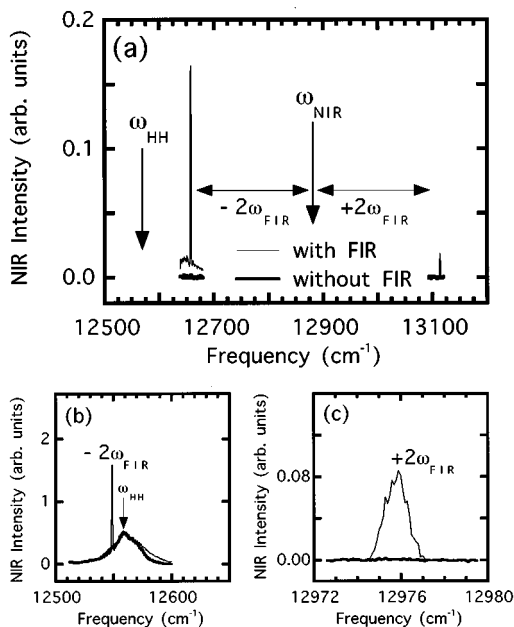 (a)
0.2
0.1
0.0
NIR Intensity (arb. units)
ωHH
ωNIR
- 2ωFIR
+2ωFIR
with FIR
without FIR
12500
12700
12900
13100
Frequency (cm-1)
(b)
2
1
0
NIR Intensity (arb. units)
- 2ωFIR
ωHH
12500
12600
Frequency (cm-1)
(c)
0.08
0.00
NIR Intensity (arb. units)
+2ωFIR
12972
12976
12980
Frequency (cm-1)